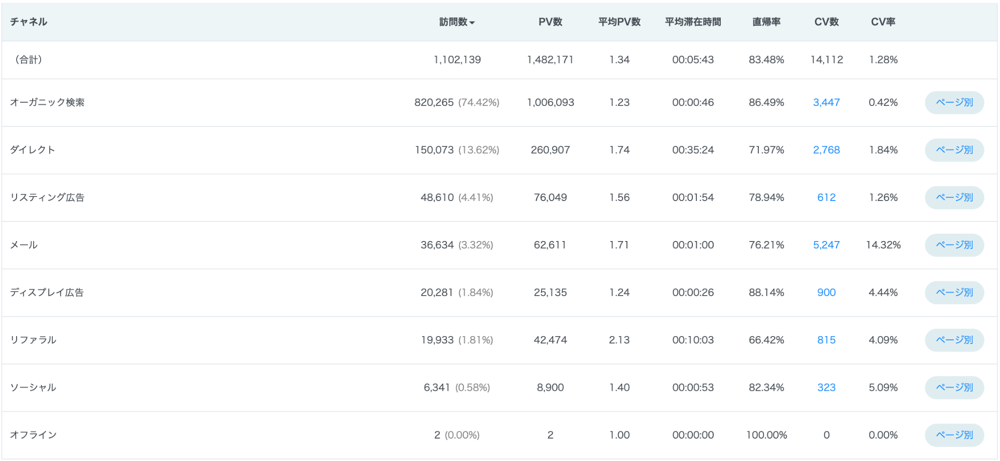 チャネル 訪問数 PV数 平均PV数 平均滞在時間 直帰率 CV数 CV率
（合計） 1,102,139 1,482,171 1.34 00:05:43 83.48% 14,112 1.28%
オーガニック検索 820,265 (74.42%) 1,006,093 1.23 00:00:46 86.49% 3,447 0.42% ページ別
ダイレクト 150,073 (13.62%) 260,907 1.74 00:35:24 71.97% 2,768 1.84% ページ別
リスティング広告 48,610 (4.41%) 76,049 1.56 00:01:54 78.94% 612 1.26% ページ別
メール 36,634 (3.32%) 62,611 1.71 00:01:00 76.21% 5,247 14.32% ページ別
ディスプレイ広告 20,281 (1.84%) 25,135 1.24 00:00:26 88.14% 900 4.44% ページ別
リファラル 19,933 (1.81%) 42,474 2.13 00:10:03 66.42% 815 4.09% ページ別
ソーシャル 6,341 (0.58%) 8,900 1.40 00:00:53 82.34% 323 5.09% ページ別
オフライン 2 (0.00%) 2 1.00 00:00:00 100.00% 0 0.00% ページ別